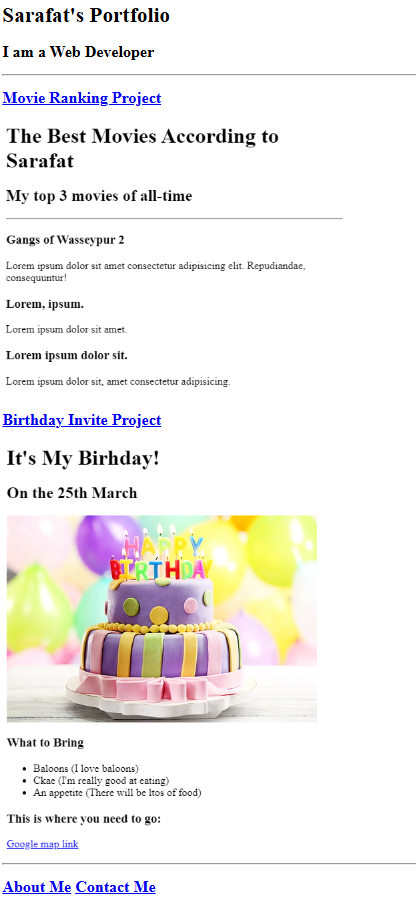 Sarafat's Portfolio
I am a Web Developer
Movie Ranking Project
The Best Movies According to
Sarafat
My top 3 movies of all-time
Gangs of Wasseypur 2
Lorem ipsum dolor sit amet consectetur adipisicing elit. Repudiandae,
consequuntur!
Lorem, ipsum.
Lorem ipsum dolor sit amet.
Lorem ipsum dolor sit.
Lorem ipsum dolor sit, amet consectetur adipisicing.
Birthday Invite Project
It's My Birhday!
On the 25th March
HAPPY
BIRTHDAY
What to Bring
Baloons (I love baloons)
Ckae (I'm really good at eating)
An appetite (There will be ltos of food)
This is where you need to go:
Google map link
About Me Contact Me